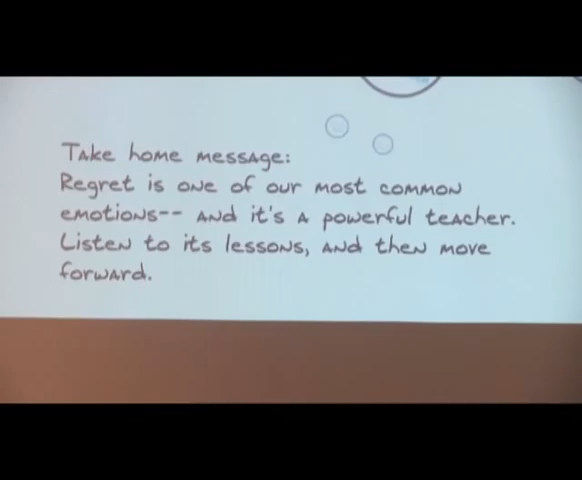 Take home message:
Regret is one of our most common
emotions-- and it's a powerful teacher.
Listen to its lessons, and then move
forward.